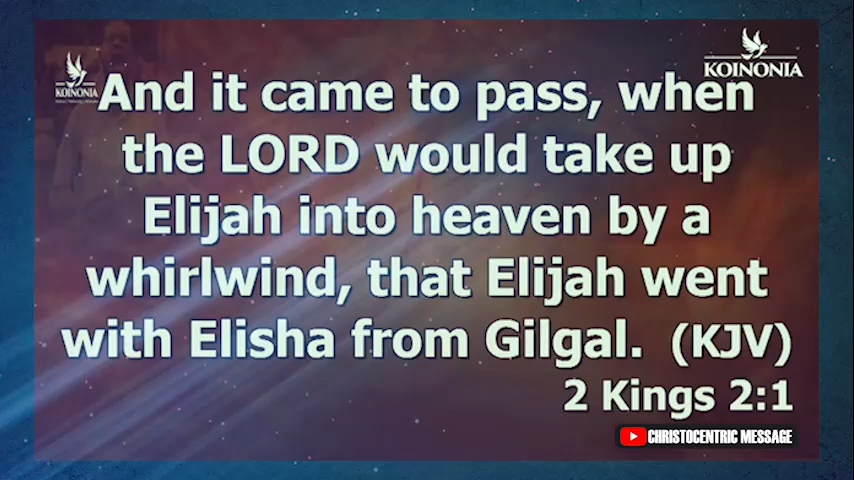 KOINONIA
KOINONIA
And it came to pass, when
the LORD would take up
Elijah into heaven by a
whirlwind, that Elijah went
with Elisha from Gilgal. (KJV)
2 Kings 2:1
CHRISTOCENTRIC MESSAGE